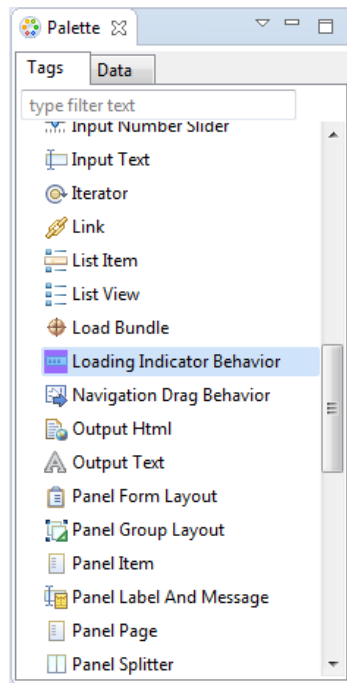 Palette
Tags Data
type filter text
Input Number Slider
Input Text
Iterator
Link
List Item
List View
Load Bundle
Loading Indicator Behavior
Navigation Drag Behavior
Output Html
Output Text
Panel Form Layout
Panel Group Layout
Panel Item
Panel Label And Message
Panel Page
Panel Splitter